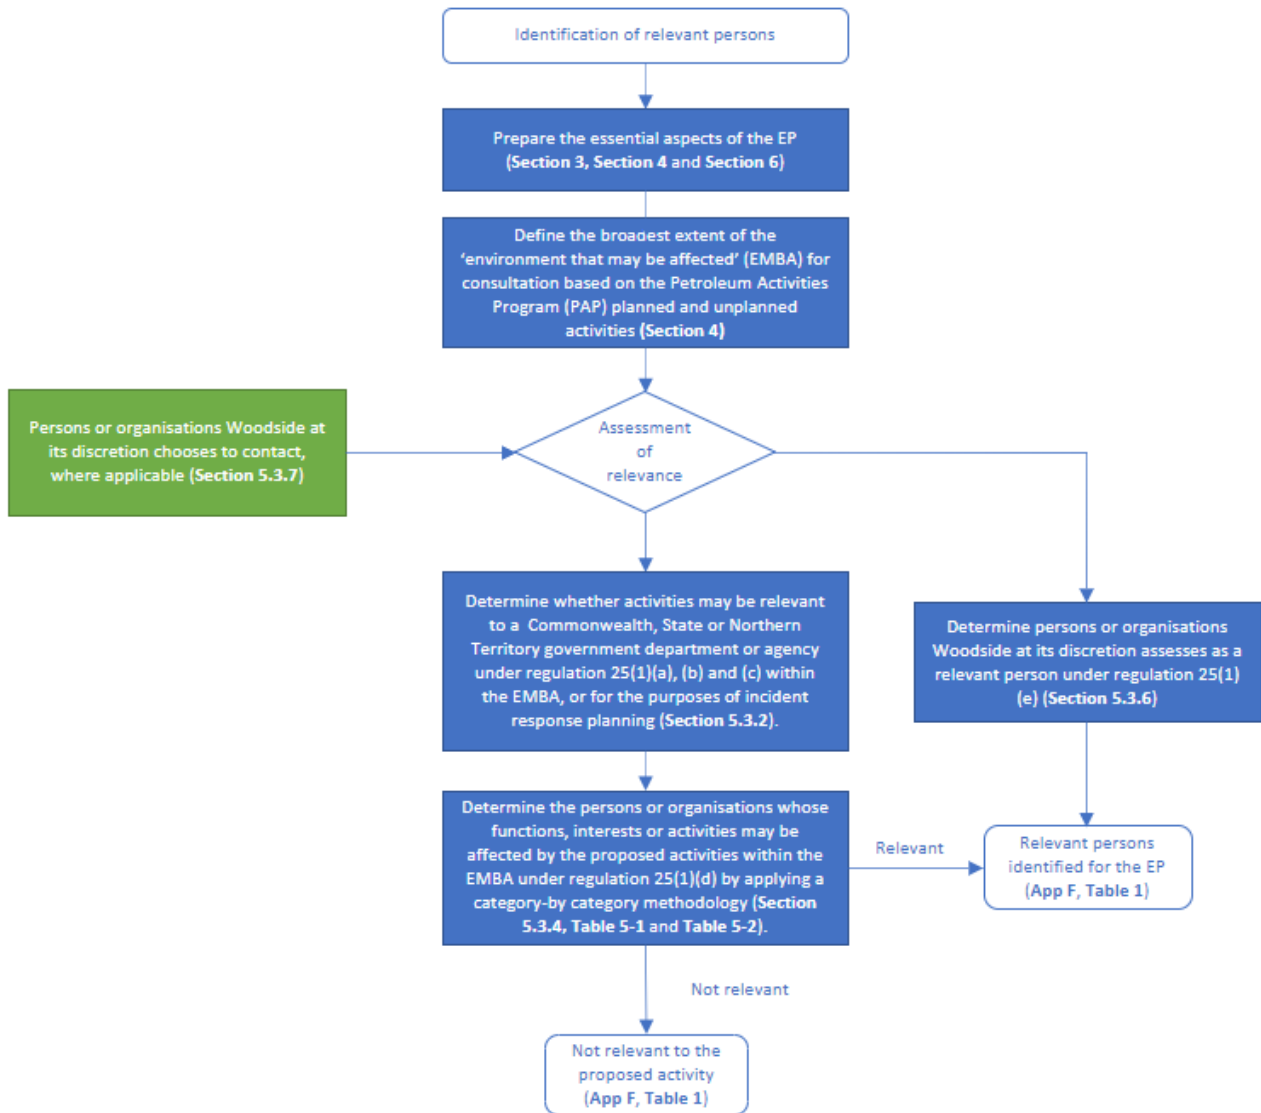 Identification of relevant persons
Prepare the essential aspects of the EP
(Section 3, Section 4 and Section 6)
Define the broadest extent of the
‘environment that may be affected’ (EMBA) for
consultation based on the Petroleum Activities
Program (PAP) planned and unplanned
activities (Section 4)
Persons or organisations Woodside at
its discretion chooses to contact,
where applicable (Section 5.3.7)
Assessment
of
relevance
Determine whether activities may be relevant
to a Commonwealth, State or Northern
Territory government department or agency
under regulation 25(1)(a), (b) and (c) within
the EMBA, or for the purposes of incident
response planning (Section 5.3.2).
Determine persons or organisations
Woodside at its discretion assesses as a
relevant person under regulation 25(1)
(e) (Section 5.3.6)
Determine the persons or organisations whose
functions, interests or activities may be
affected by the proposed activities within the
EMBA under regulation 25(1)(d) by applying a
category-by category methodology (Section
5.3.4, Table 5-1 and Table 5-2).
Relevant
Relevant persons
identified for the EP
(App F, Table 1)
Not relevant
Not relevant to the
proposed activity
(App F, Table 1)